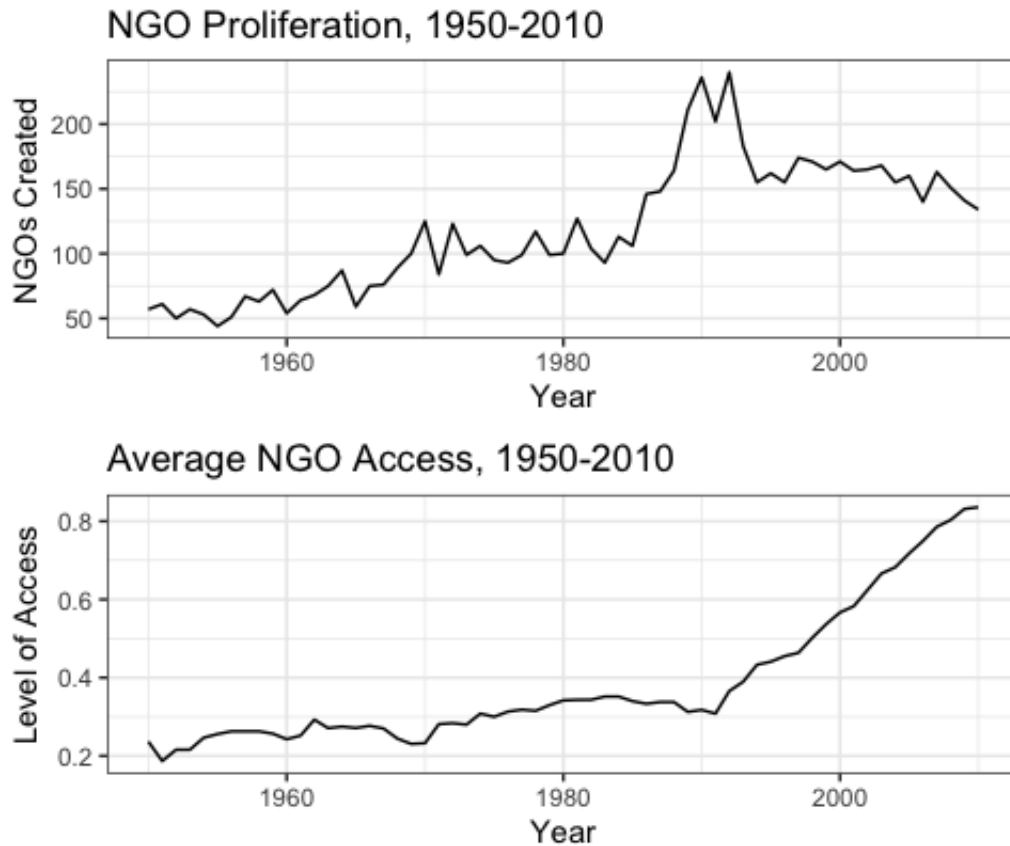 NGO Proliferation, 1950-2010
NGOs Created
200
150
100
50
1960 1980 2000
Year
Average NGO Access, 1950-2010
Level of Access
0.8
0.6
0.4
0.2
1960 1980 2000
Year